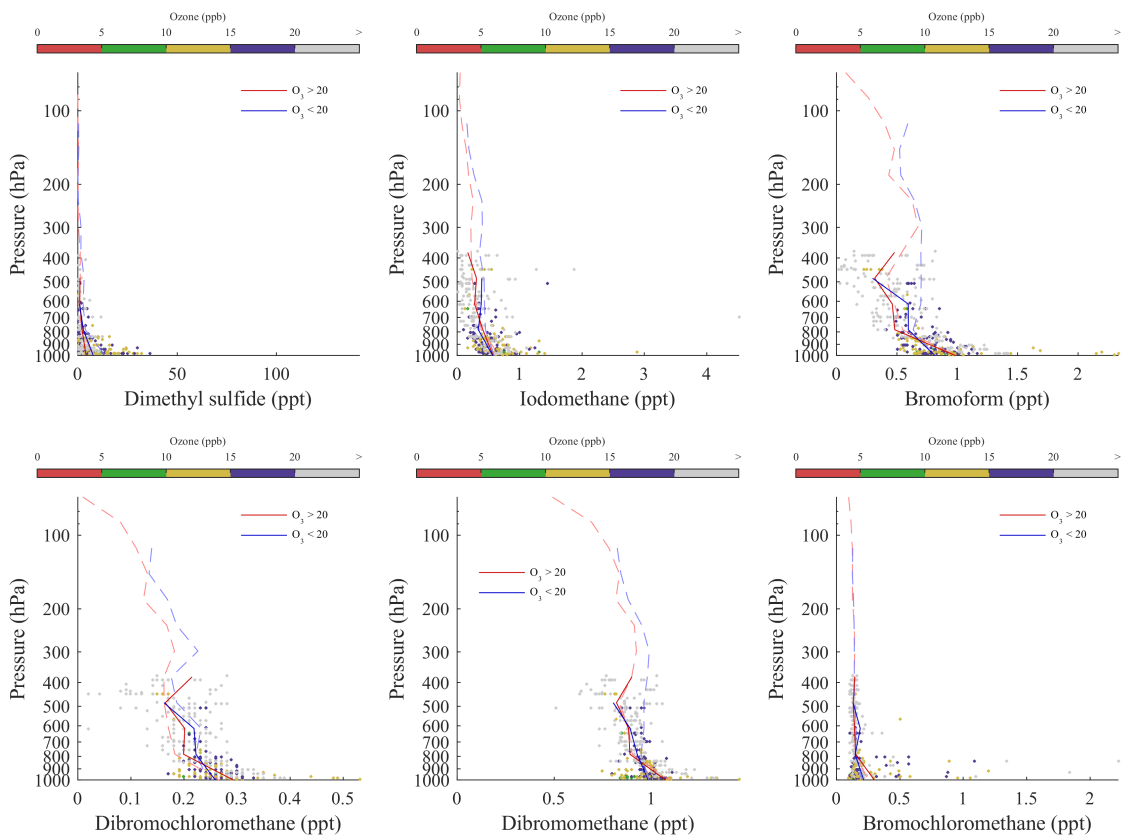 Ozone (ppb)
0 5 10 15 20 >
O3 > 20
O3 < 20
100
200
300
400
500
600
700
800
900
1000
0 50 100
Pressure (hPa)
Dimethyl sulfide (ppt)
Ozone (ppb)
0 5 10 15 20 >
O3 > 20
O3 < 20
100
200
300
400
500
600
700
800
900
1000
0 1 2 3 4
Pressure (hPa)
Iodomethane (ppt)
Ozone (ppb)
0 5 10 15 20 >
O3 > 20
O3 < 20
100
200
300
400
500
600
700
800
900
1000
0 0.5 1 1.5 2
Pressure (hPa)
Bromoform (ppt)
Ozone (ppb)
0 5 10 15 20 >
O3 > 20
O3 < 20
100
200
300
400
500
600
700
800
900
1000
0 0.1 0.2 0.3 0.4 0.5
Pressure (hPa)
Dibromochloromethane (ppt)
Ozone (ppb)
0 5 10 15 20 >
O3 > 20
O3 < 20
100
200
300
400
500
600
700
800
900
1000
0 0.5 1
Pressure (hPa)
Dibromomethane (ppt)
Ozone (ppb)
0 5 10 15 20 >
O3 > 20
O3 < 20
100
200
300
400
500
600
700
800
900
1000
0 0.5 1 1.5 2
Pressure (hPa)
Bromochloromethane (ppt)